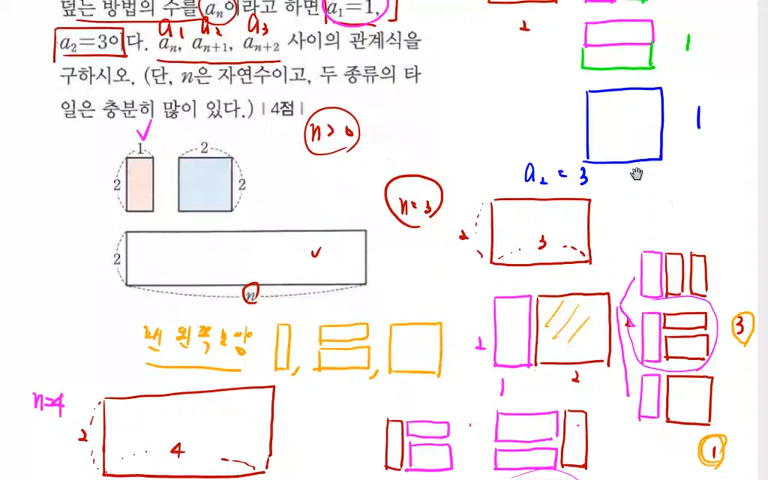 덮는 방법의 수를 aₙ이라고 하면 a₁=1,
a₂=3이다. aₙ, aₙ₊₁, aₙ₊₂ 사이의 관계식을
구하시오. (단, n은 자연수이고, 두 종류의 타
일은 충분히 많이 있다.) |4점|
a₁ a₂ a₃
n>0
1
2
2
2
2
n
맨 왼쪽
n=4
2
4
2
1
1
a₂ = 3
n=3
2
3
2
1
2
3
1